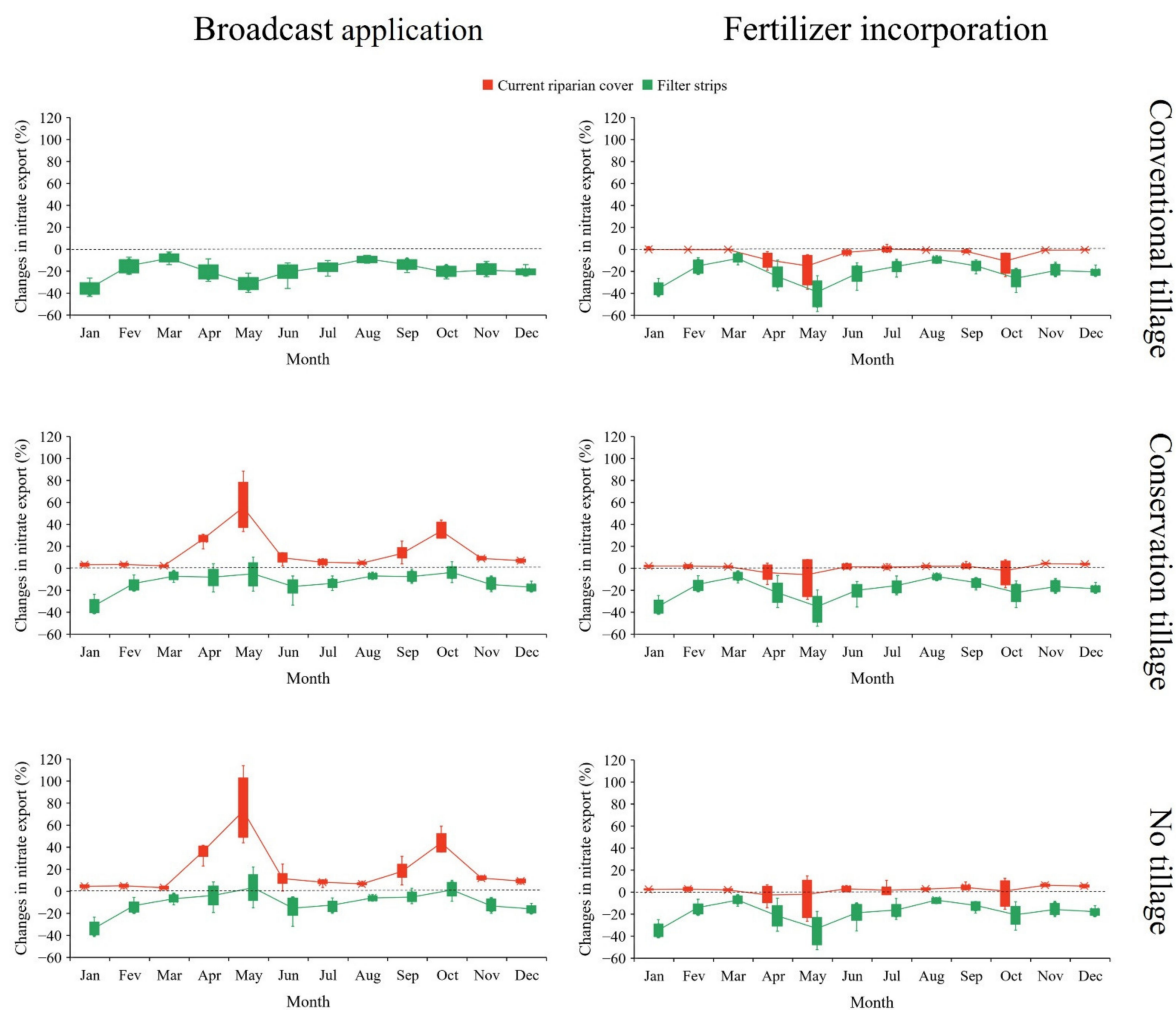 Broadcast application
Fertilizer incorporation
Current riparian cover Filter strips
Conventional tillage
Changes in nitrate export (%)
120
100
80
60
40
20
0
−20
−40
−60
Jan Fev Mar Apr May Jun Jul Aug Sep Oct Nov Dec
Month
Changes in nitrate export (%)
120
100
80
60
40
20
0
−20
−40
−60
Jan Fev Mar Apr May Jun Jul Aug Sep Oct Nov Dec
Month
Conservation tillage
Changes in nitrate export (%)
120
100
80
60
40
20
0
−20
−40
−60
Jan Fev Mar Apr May Jun Jul Aug Sep Oct Nov Dec
Month
Changes in nitrate export (%)
120
100
80
60
40
20
0
−20
−40
−60
Jan Fev Mar Apr May Jun Jul Aug Sep Oct Nov Dec
Month
No tillage
Changes in nitrate export (%)
120
100
80
60
40
20
0
−20
−40
−60
Jan Fev Mar Apr May Jun Jul Aug Sep Oct Nov Dec
Month
Changes in nitrate export (%)
120
100
80
60
40
20
0
−20
−40
−60
Jan Fev Mar Apr May Jun Jul Aug Sep Oct Nov Dec
Month